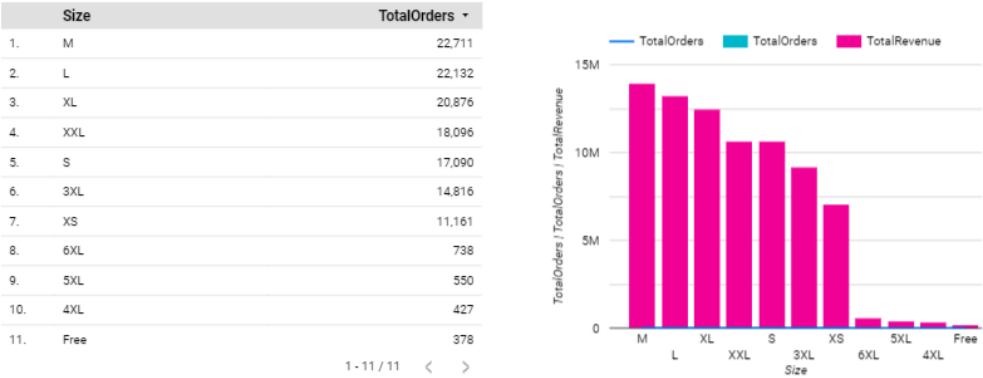 Size TotalOrders
1. M 22,711
2. L 22,132
3. XL 20,876
4. XXL 18,096
5. S 17,090
6. 3XL 14,816
7. XS 11,161
8. 6XL 738
9. 5XL 550
10. 4XL 427
11. Free 378
1 - 11 / 11
TotalOrders TotalOrders TotalRevenue
TotalOrders | TotalOrders | TotalRevenue
15M
10M
5M
0
M XL S XS 5XL Free
L XXL 3XL 6XL 4XL
Size